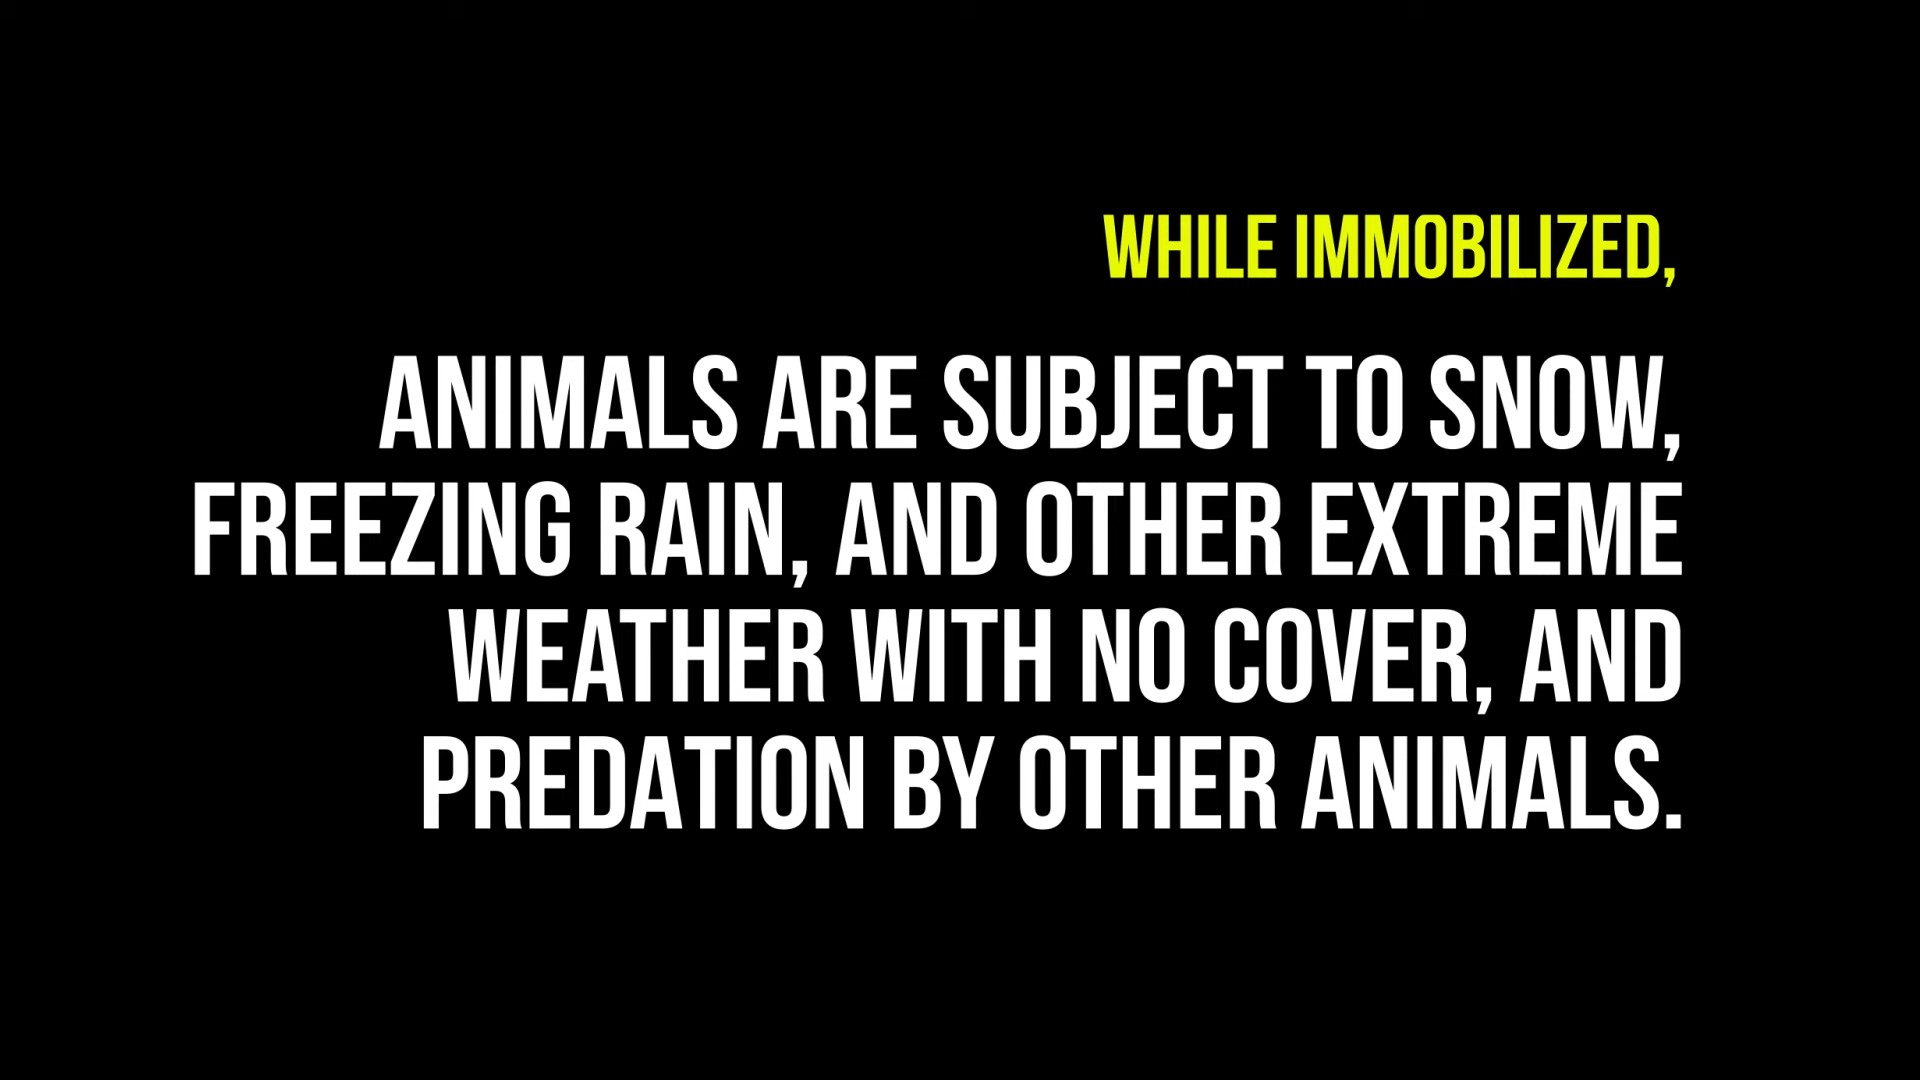 WHILE IMMOBILIZED,
ANIMALS ARE SUBJECT TO SNOW,
FREEZING RAIN, AND OTHER EXTREME
WEATHER WITH NO COVER, AND
PREDATION BY OTHER ANIMALS.